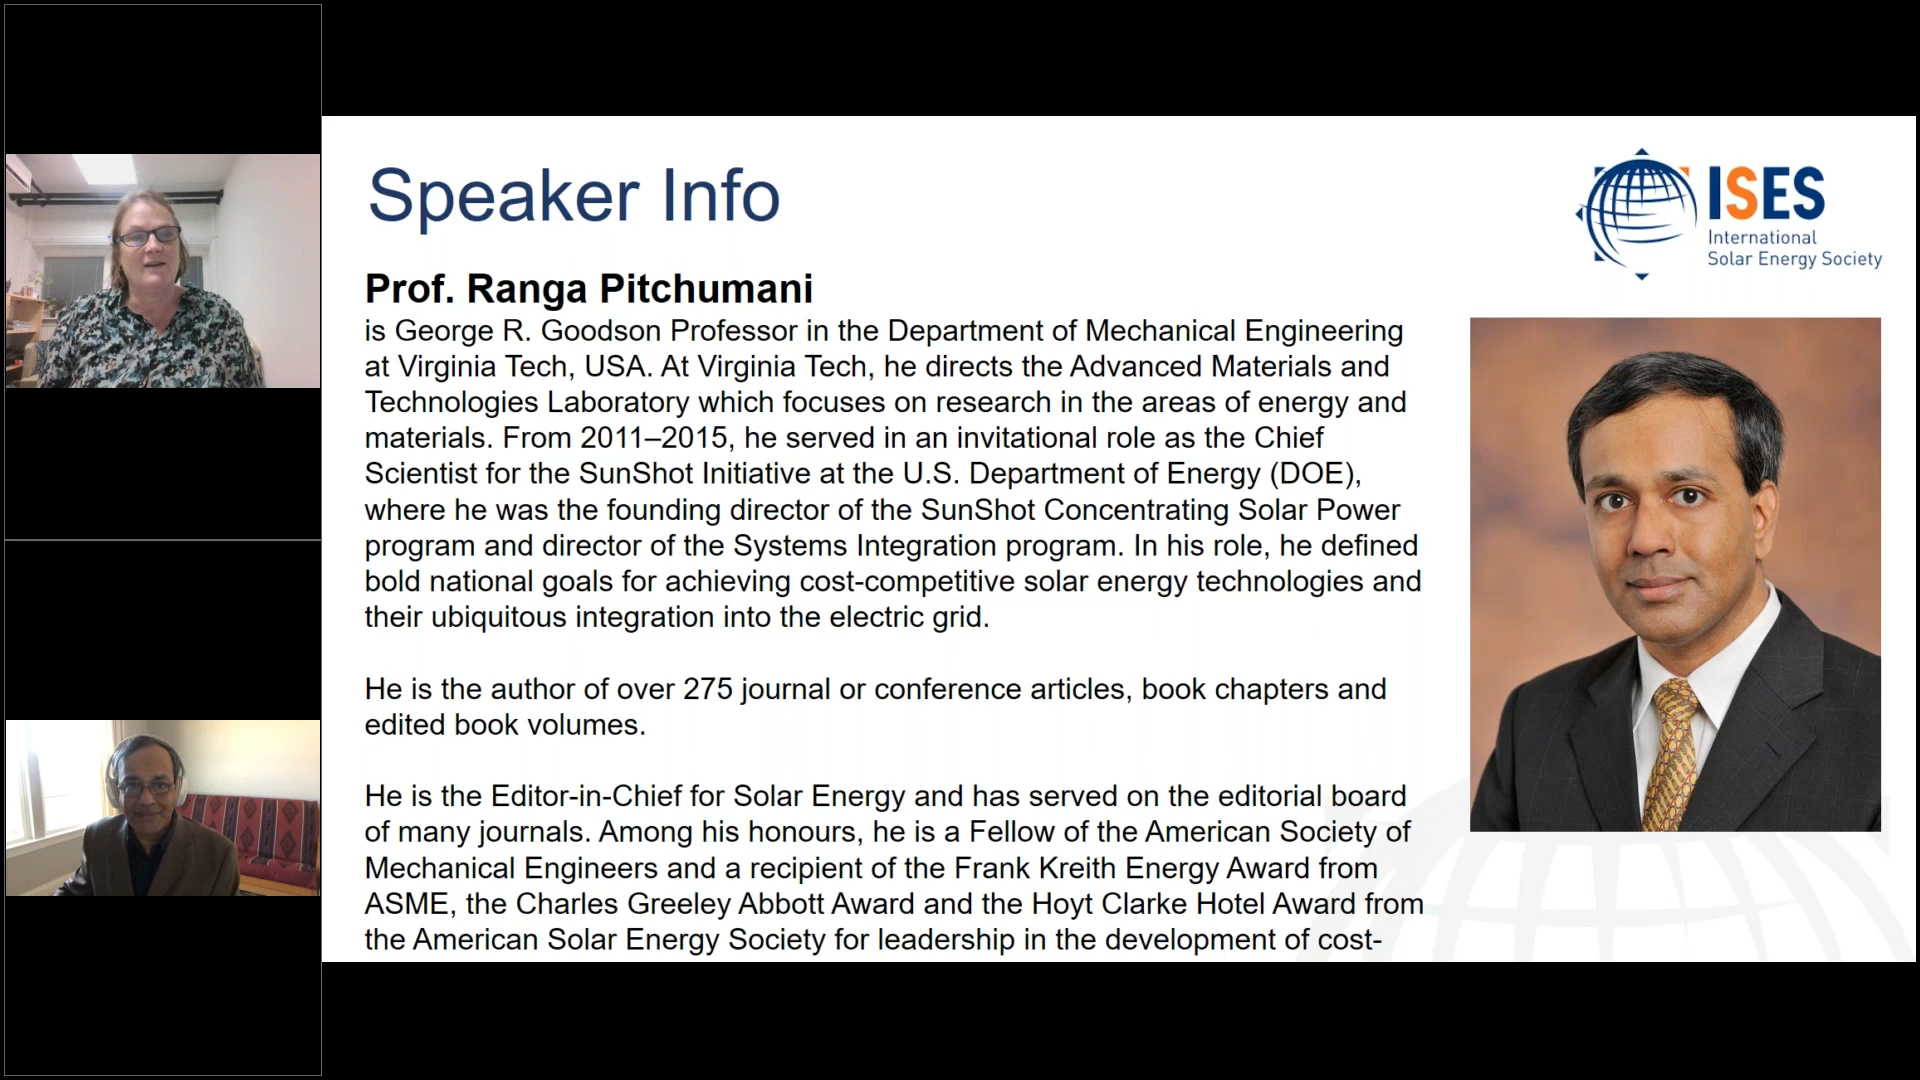 Speaker Info
ISES
International
Solar Energy Society
Prof. Ranga Pitchumani
is George R. Goodson Professor in the Department of Mechanical Engineering
at Virginia Tech, USA. At Virginia Tech, he directs the Advanced Materials and
Technologies Laboratory which focuses on research in the areas of energy and
materials. From 2011–2015, he served in an invitational role as the Chief
Scientist for the SunShot Initiative at the U.S. Department of Energy (DOE),
where he was the founding director of the SunShot Concentrating Solar Power
program and director of the Systems Integration program. In his role, he defined
bold national goals for achieving cost-competitive solar energy technologies and
their ubiquitous integration into the electric grid.
He is the author of over 275 journal or conference articles, book chapters and
edited book volumes.
He is the Editor-in-Chief for Solar Energy and has served on the editorial board
of many journals. Among his honours, he is a Fellow of the American Society of
Mechanical Engineers and a recipient of the Frank Kreith Energy Award from
ASME, the Charles Greeley Abbott Award and the Hoyt Clarke Hotel Award from
the American Solar Energy Society for leadership in the development of cost-